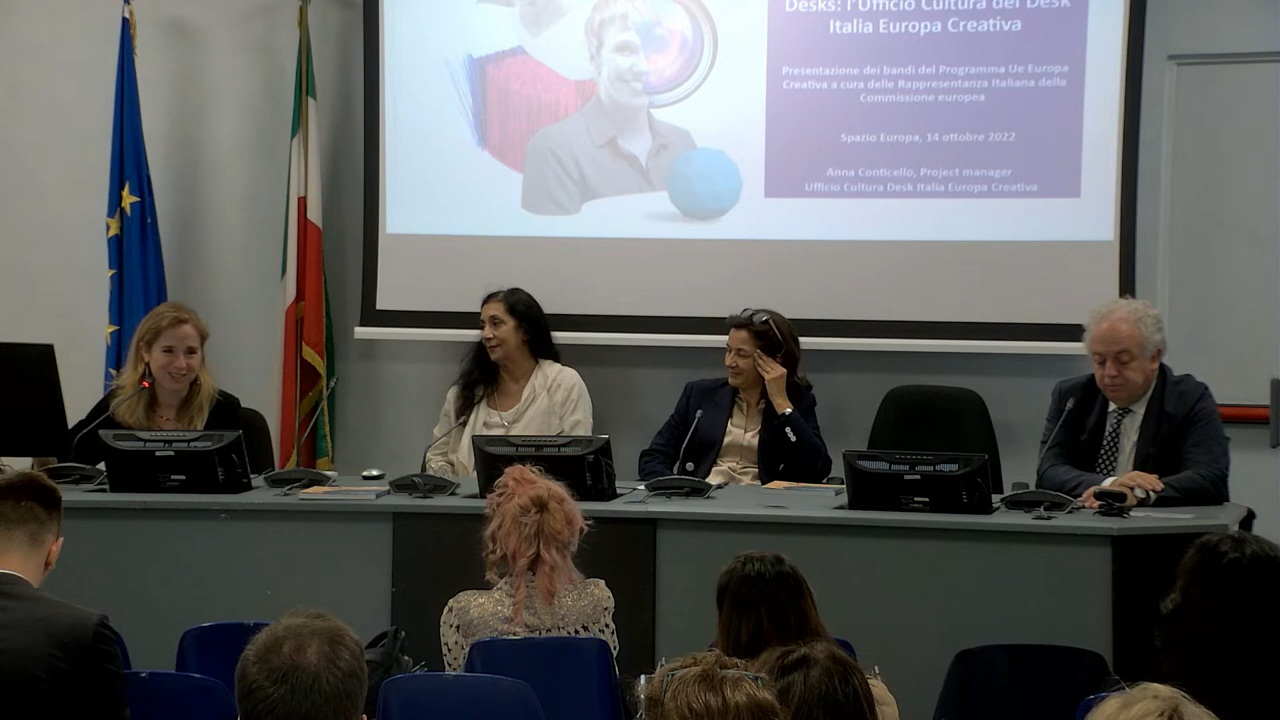 Desks: l'Ufficio Cultura del Desk
Italia Europa Creativa
Presentazione dei bandi del Programma Ue Europa
Creativa a cura delle Rappresentanza Italiana della
Commissione europea
Spazio Europa, 14 ottobre 2022
Anna Conticello, Project manager
Ufficio Cultura Desk Italia Europa Creativa